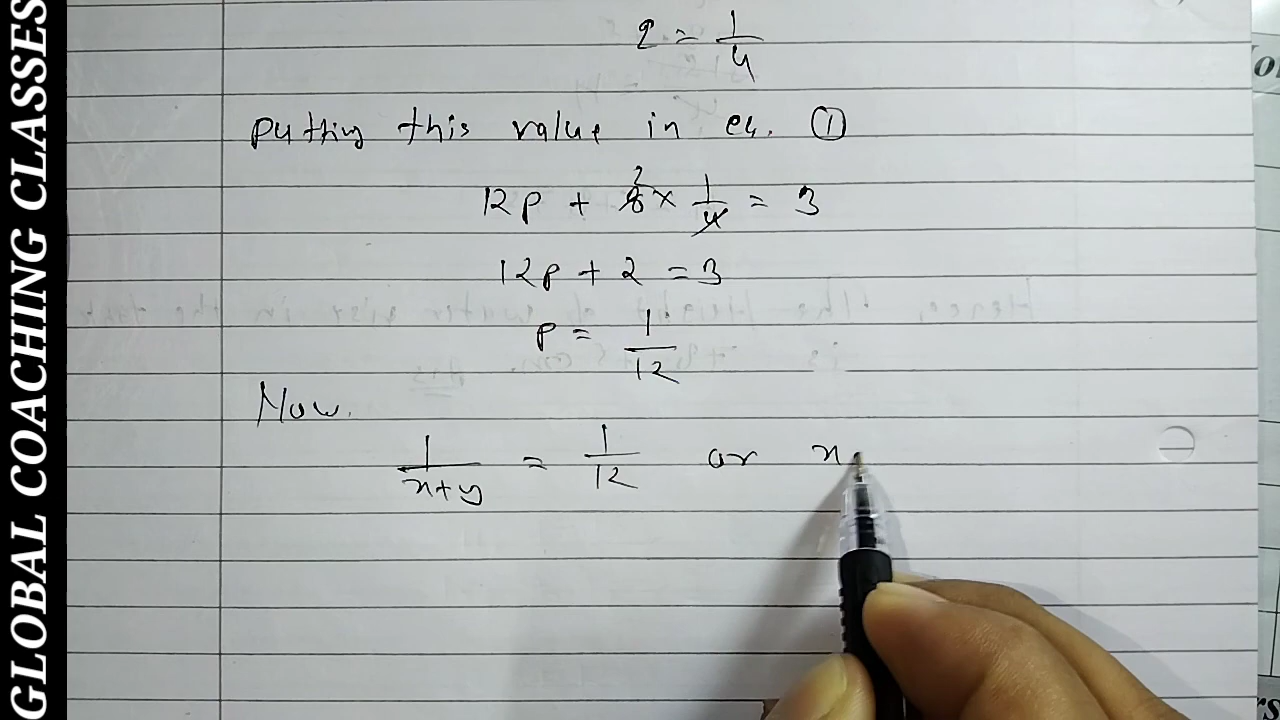 GLOBAL COACHING CLASSES
q = 1/4
putting this value in eq. ①
12p + 8 × 1/4 = 3
2
12p + 2 = 3
p = 1/12
Now.
1/(x+y) = 1/12 or x